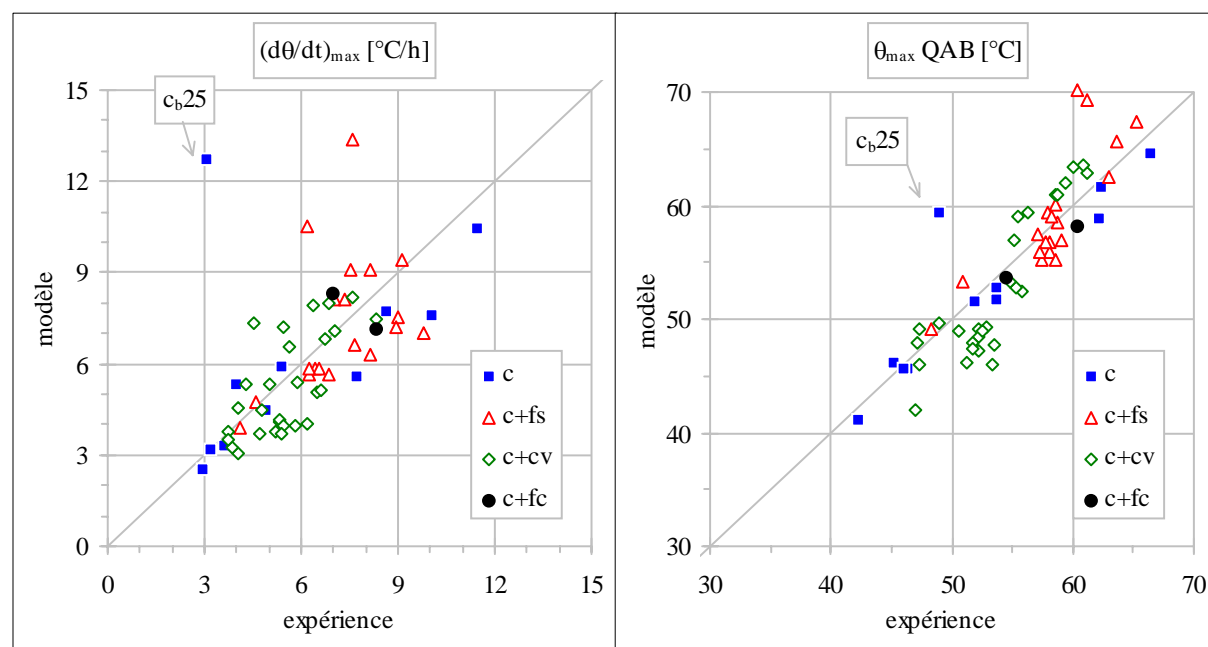 (dθ/dt)max [°C/h]
cb25
modèle
15
12
9
6
3
0
0 3 6 9 12 15
expérience
c
c+fs
c+cv
c+fc
θmax QAB [°C]
cb25
modèle
70
60
50
40
30
30 40 50 60 70
expérience
c
c+fs
c+cv
c+fc